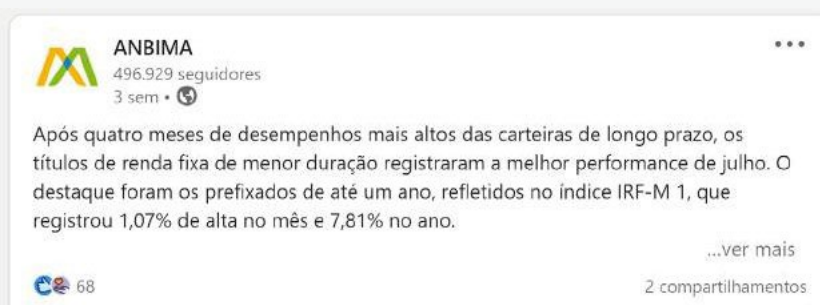 ANBIMA
496.929 seguidores
3 sem •
Após quatro meses de desempenhos mais altos das carteiras de longo prazo, os
títulos de renda fixa de menor duração registraram a melhor performance de julho. O
destaque foram os prefixados de até um ano, refletidos no índice IRF-M 1, que
registrou 1,07% de alta no mês e 7,81% no ano.
...ver mais
68
2 compartilhamentos